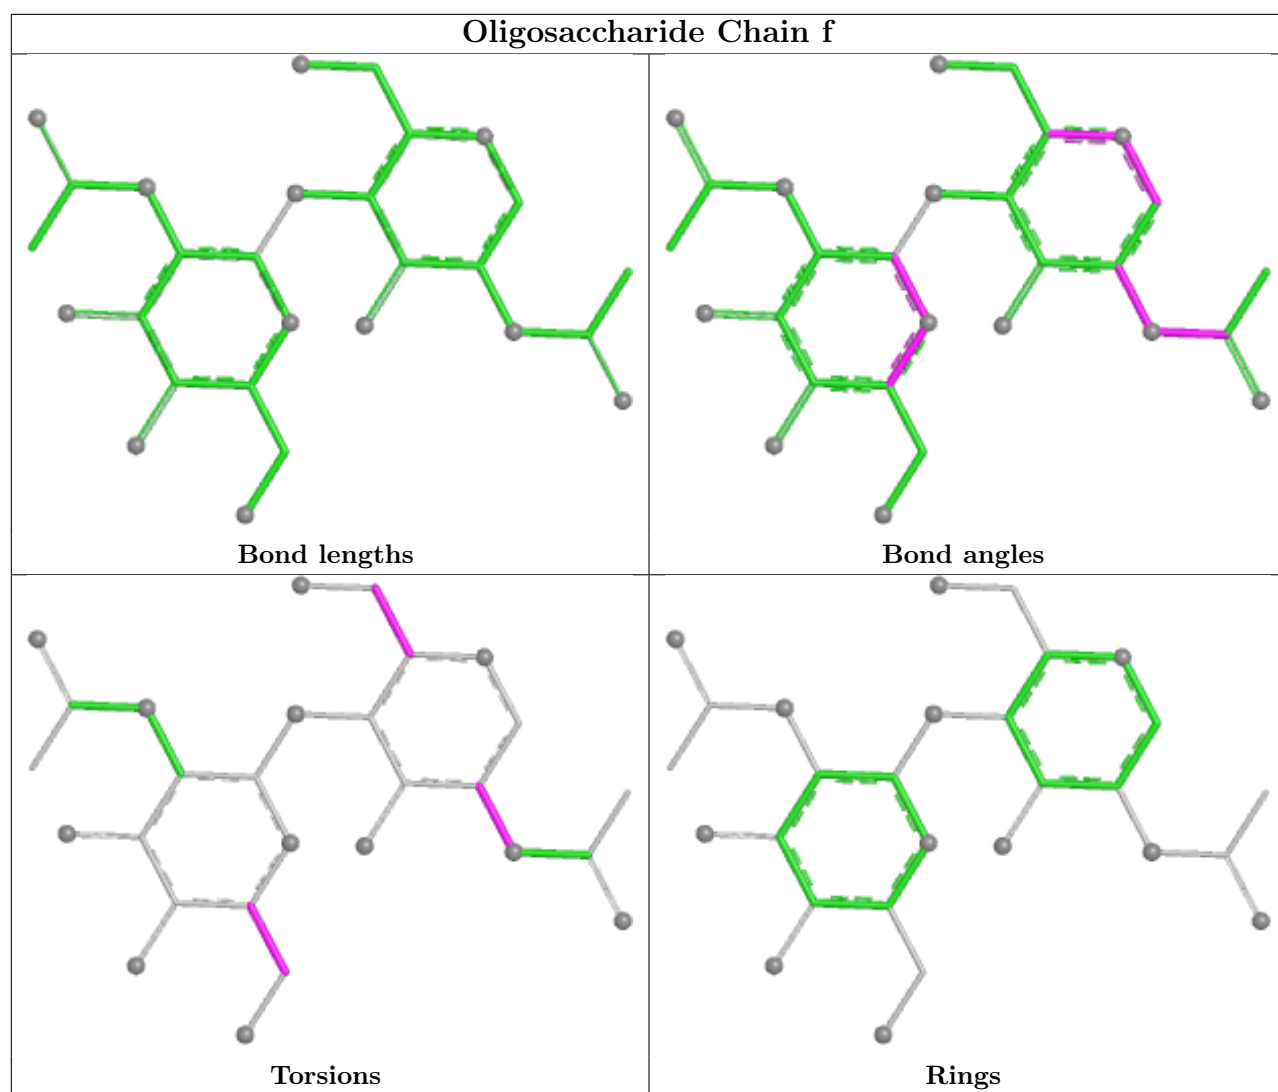 Oligosaccharide Chain f
Bond lengths
Bond angles
Torsions
Rings